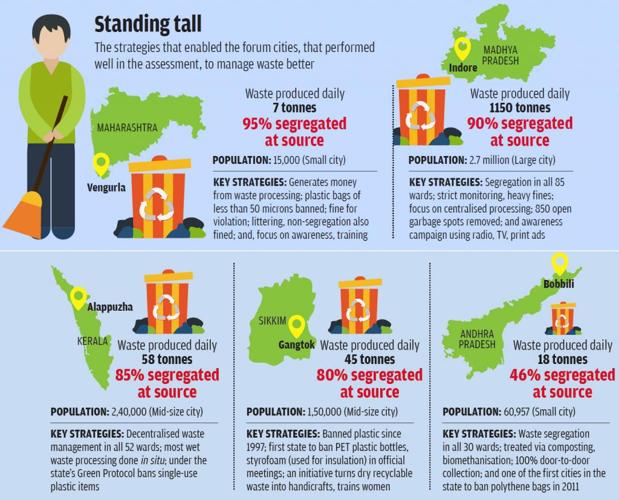 Standing tall
The strategies that enabled the forum cities, that performed
well in the assessment, to manage waste better
MAHARASHTRA
Vengurla
Waste produced daily
7 tonnes
95% segregated
at source
POPULATION: 15,000 (Small city)
KEY STRATEGIES: Generates money
from waste processing; plastic bags of
less than 50 microns banned; fine for
violation; littering, non-segregation also
fined; and, focus on awareness, training
MADHYA
PRADESH
Indore
Waste produced daily
1150 tonnes
90% segregated
at source
POPULATION: 2.7 million (Large city)
KEY STRATEGIES: Segregation in all 85
wards; strict monitoring, heavy fines;
focus on centralised processing; 850 open
garbage spots removed; and awareness
campaign using radio, TV, print ads
Alappuzha
KERALA
Waste produced daily
58 tonnes
85% segregated
at source
POPULATION: 2,40,000 (Mid-size city)
KEY STRATEGIES: Decentralised waste
management in all 52 wards; most wet
waste processing done in situ; under the
state's Green Protocol bans single-use
plastic items
SIKKIM
Gangtok
Waste produced daily
45 tonnes
80% segregated
at source
POPULATION: 1,50,000 (Mid-size city)
KEY STRATEGIES: Banned plastic since
1997; first state to ban PET plastic bottles,
styrofoam (used for insulation) in official
meetings; an initiative turns dry recyclable
waste into handicrafts, trains women
Bobbili
ANDHRA
PRADESH
Waste produced daily
18 tonnes
46% segregated
at source
POPULATION: 60,957 (Small city)
KEY STRATEGIES: Waste segregation
in all 30 wards; treated via composting,
biomethanisation; 100% door-to-door
collection; and one of the first cities in the
state to ban polythene bags in 2011